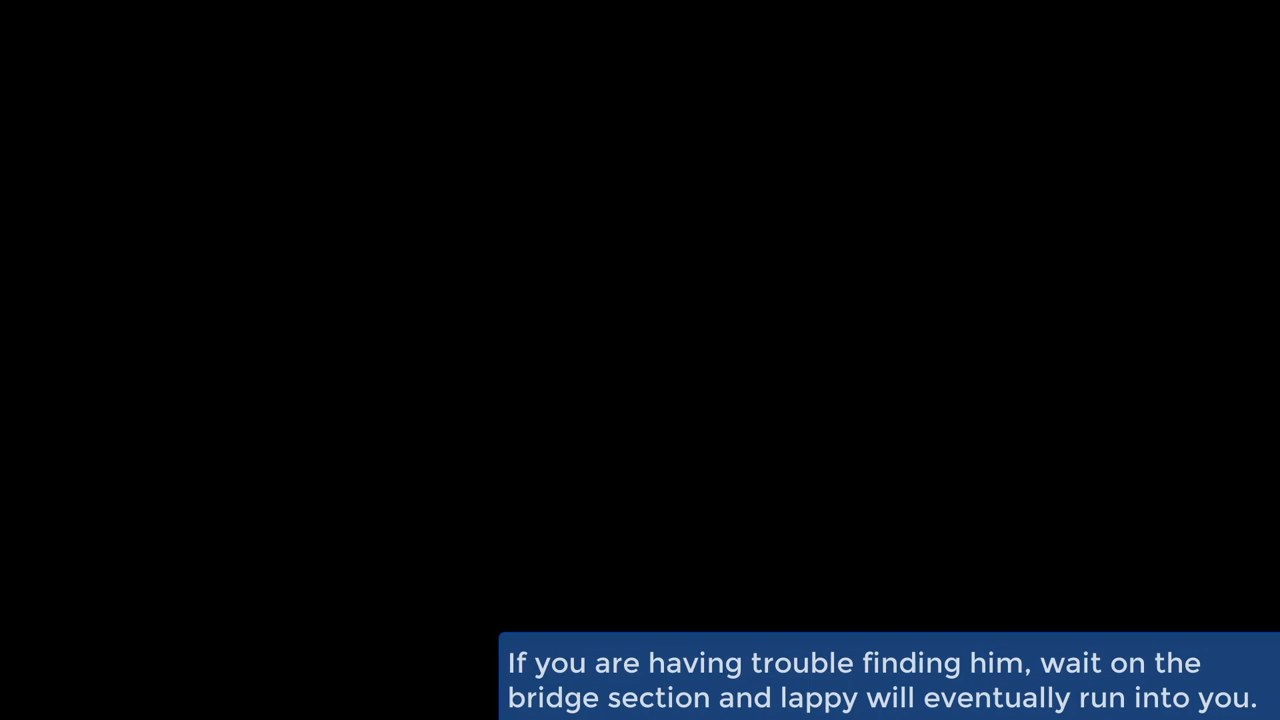 If you are having trouble finding him, wait on the
bridge section and lappy will eventually run into you.